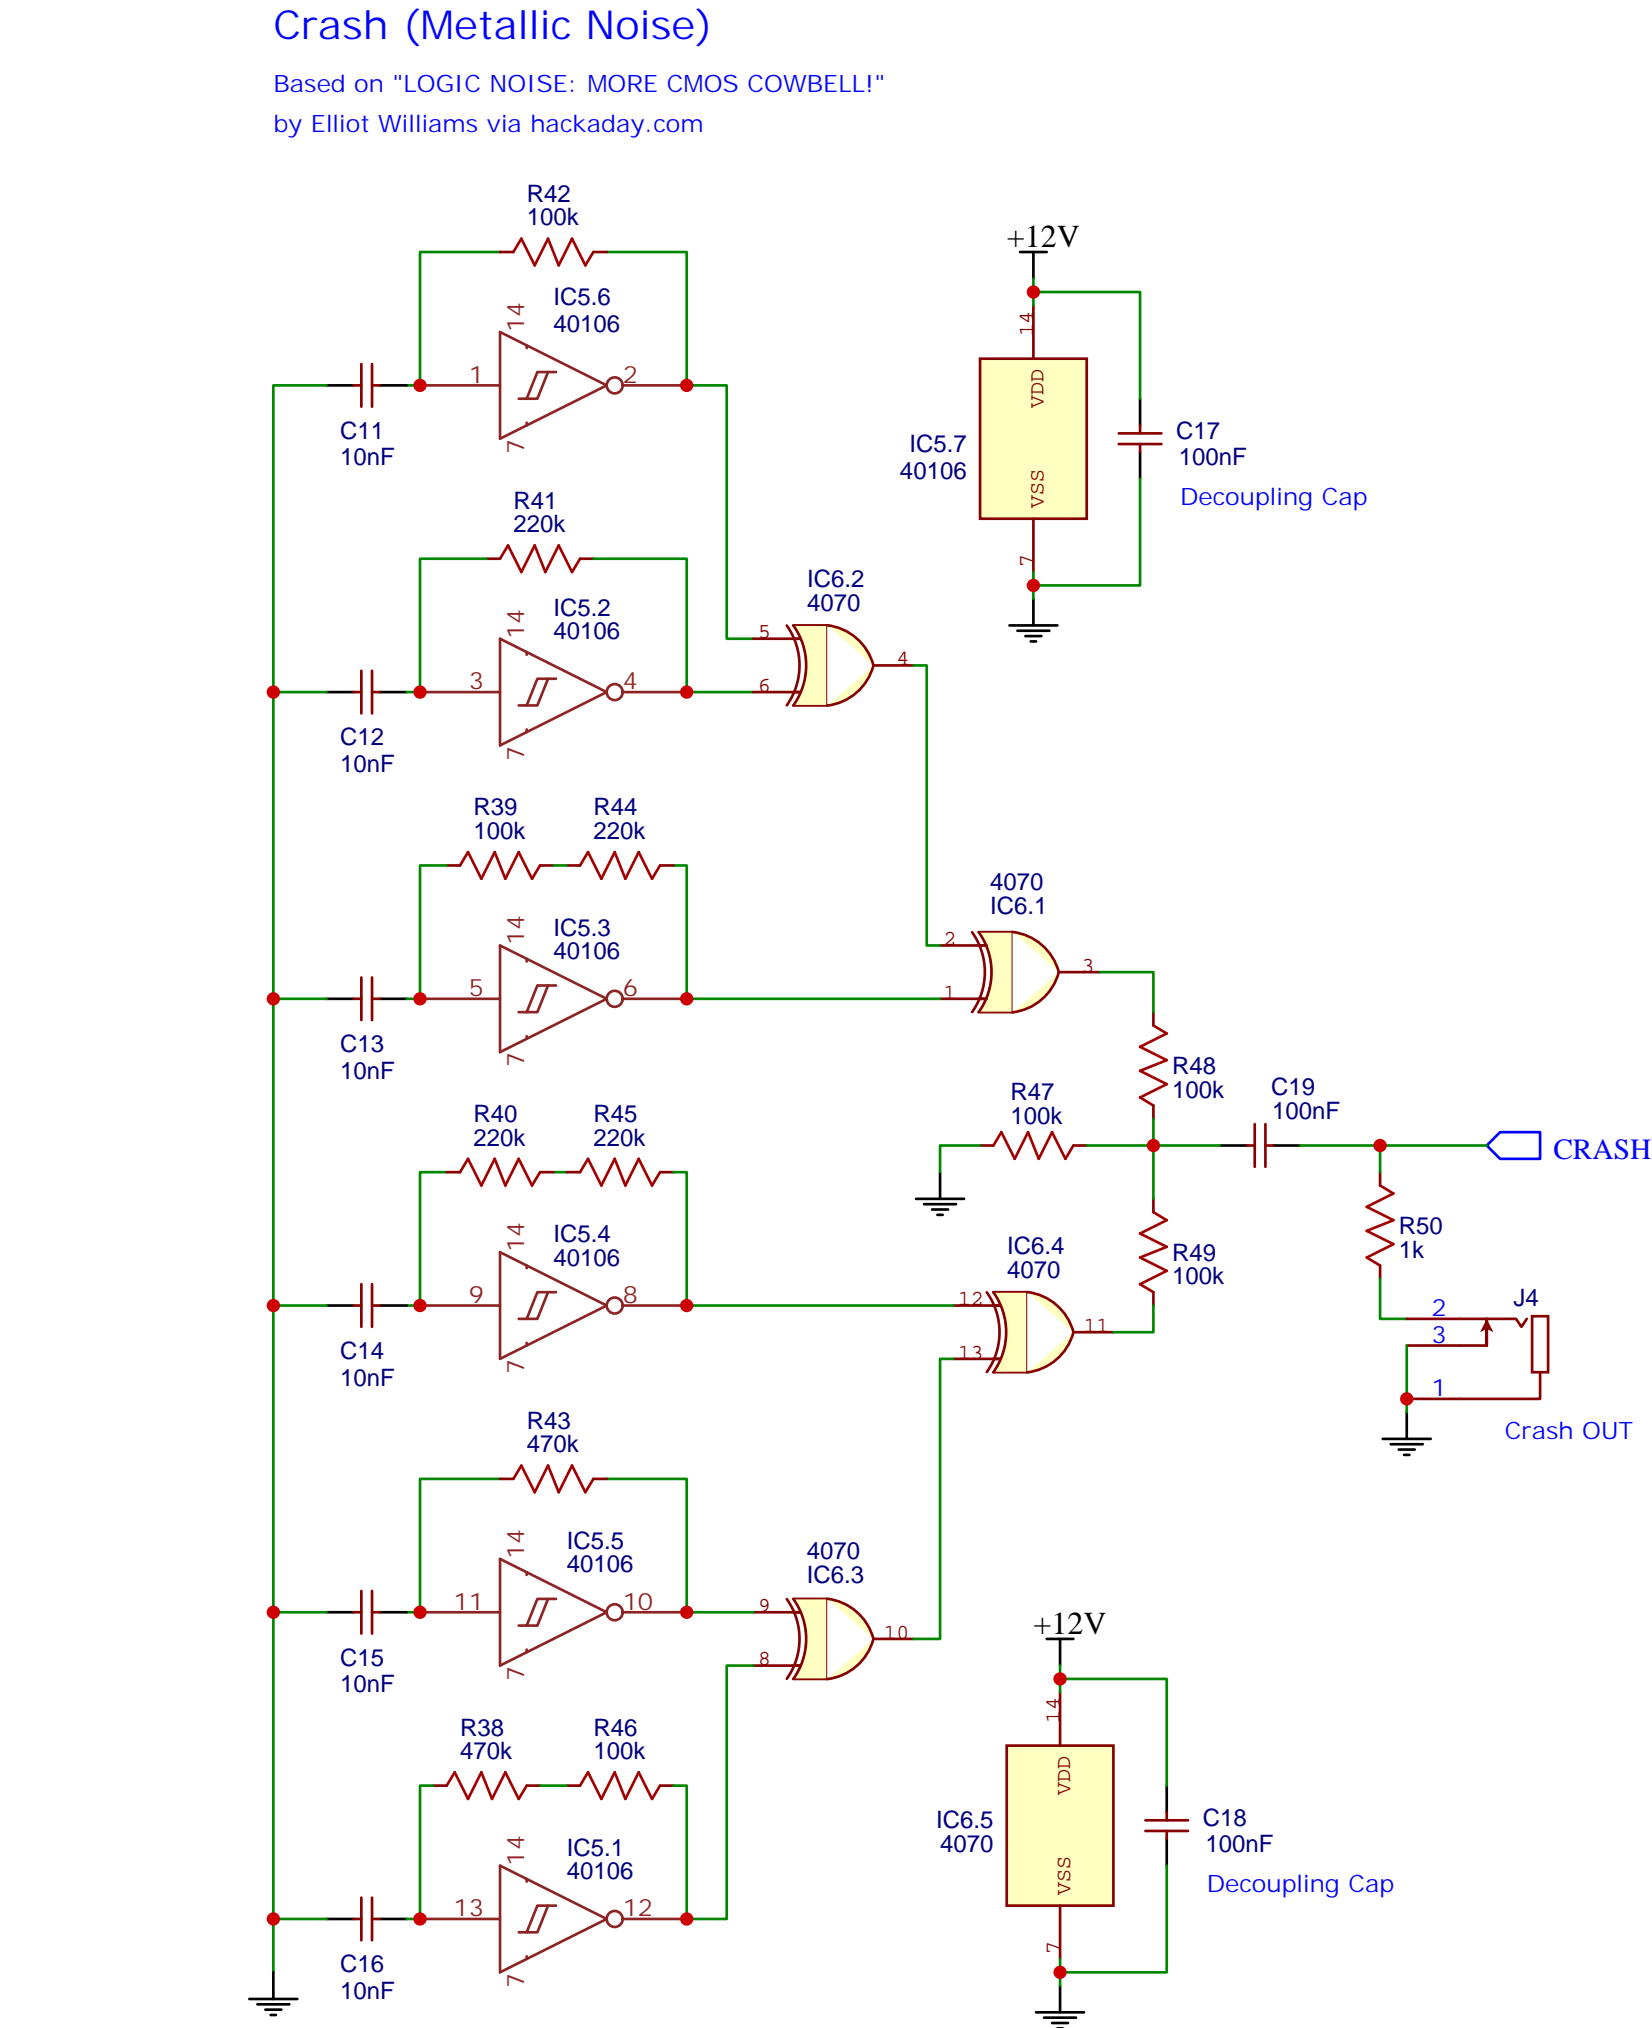 Crash (Metallic Noise)
Based on "LOGIC NOISE: MORE CMOS COWBELL!"
by Elliot Williams via hackaday.com
R42
100k
IC5.6
40106
14
1
2
7
C11
10nF
+12V
14
VDD
VSS
7
IC5.7
40106
C17
100nF
Decoupling Cap
R41
220k
IC5.2
40106
14
3
4
7
C12
10nF
IC6.2
4070
5
6
4
R39
100k
R44
220k
IC5.3
40106
14
5
6
7
C13
10nF
4070
IC6.1
2
1
3
R48
100k
R47
100k
C19
100nF
CRASH
R40
220k
R45
220k
IC5.4
40106
14
9
8
7
C14
10nF
IC6.4
4070
12
13
11
R49
100k
R50
1k
J4
2
3
1
Crash OUT
R43
470k
IC5.5
40106
14
11
10
7
C15
10nF
4070
IC6.3
9
8
10
R38
470k
R46
100k
IC5.1
40106
14
13
12
7
C16
10nF
+12V
14
VDD
VSS
7
IC6.5
4070
C18
100nF
Decoupling Cap